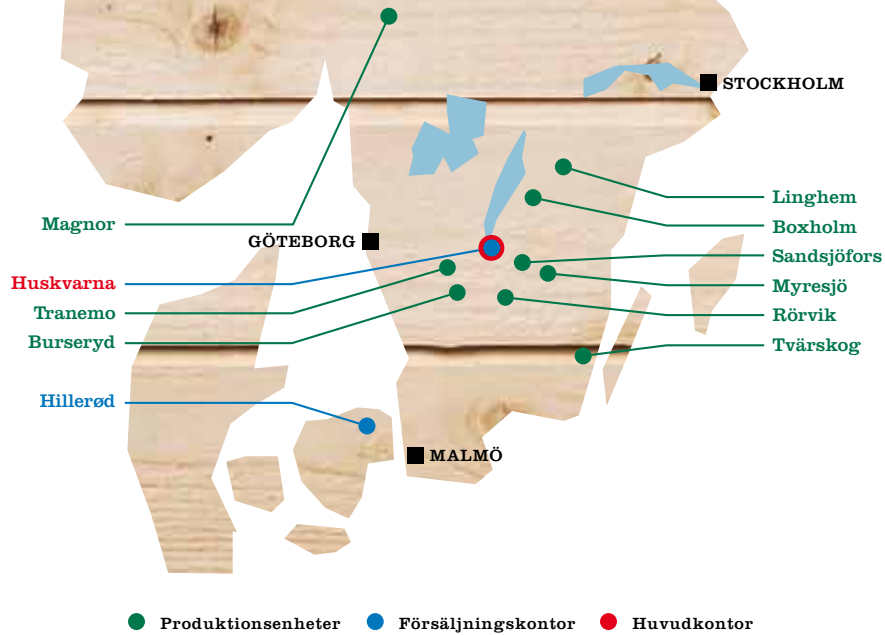 STOCKHOLM
Magnor
GÖTEBORG
Huskvarna
Tranemo
Burseryd
Hillerød
MALMÖ
Linghem
Boxholm
Sandsjöfors
Myresjö
Rörvik
Tvärskog
Produktionsenheter Försäljningskontor Huvudkontor